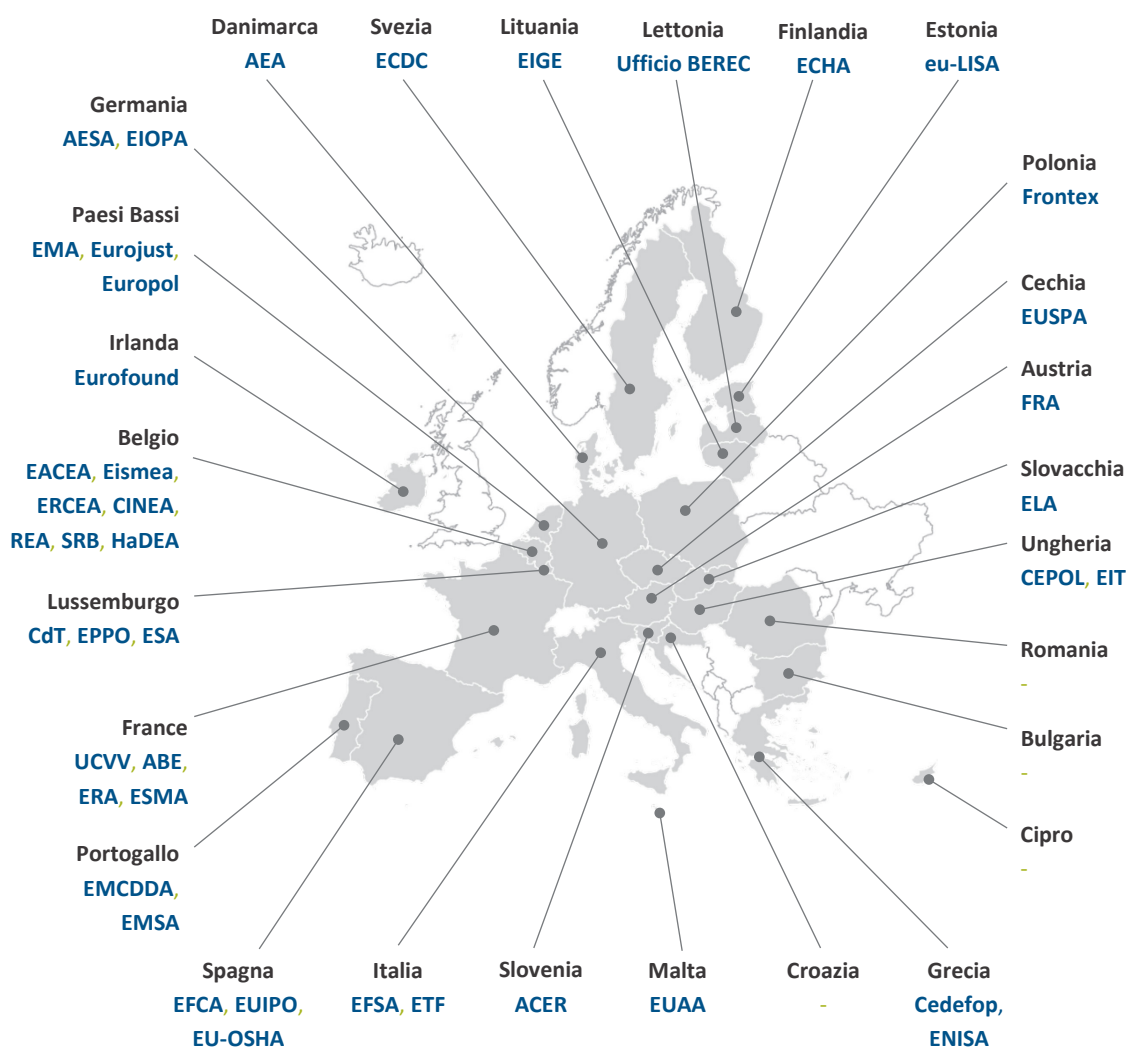 Danimarca
AEA
Svezia
ECDC
Lituania
EIGE
Lettonia
Ufficio BEREC
Finlandia
ECHA
Estonia
eu-LISA
Germania
AESA, EIOPA
Paesi Bassi
EMA, Eurojust,
Europol
Irlanda
Eurofound
Belgio
EACEA, Eismea,
ERCEA, CINEA,
REA, SRB, HaDEA
Lussemburgo
CdT, EPPO, ESA
France
UCVV, ABE,
ERA, ESMA
Portogallo
EMCDDA,
EMSA
Polonia
Frontex
Cechia
EUSPA
Austria
FRA
Slovacchia
ELA
Ungheria
CEPOL, EIT
Romania
-
Bulgaria
-
Cipro
-
Spagna
EFCA, EUIPO,
EU-OSHA
Italia
EFSA, ETF
Slovenia
ACER
Malta
EUAA
Croazia
-
Grecia
Cedefop,
ENISA